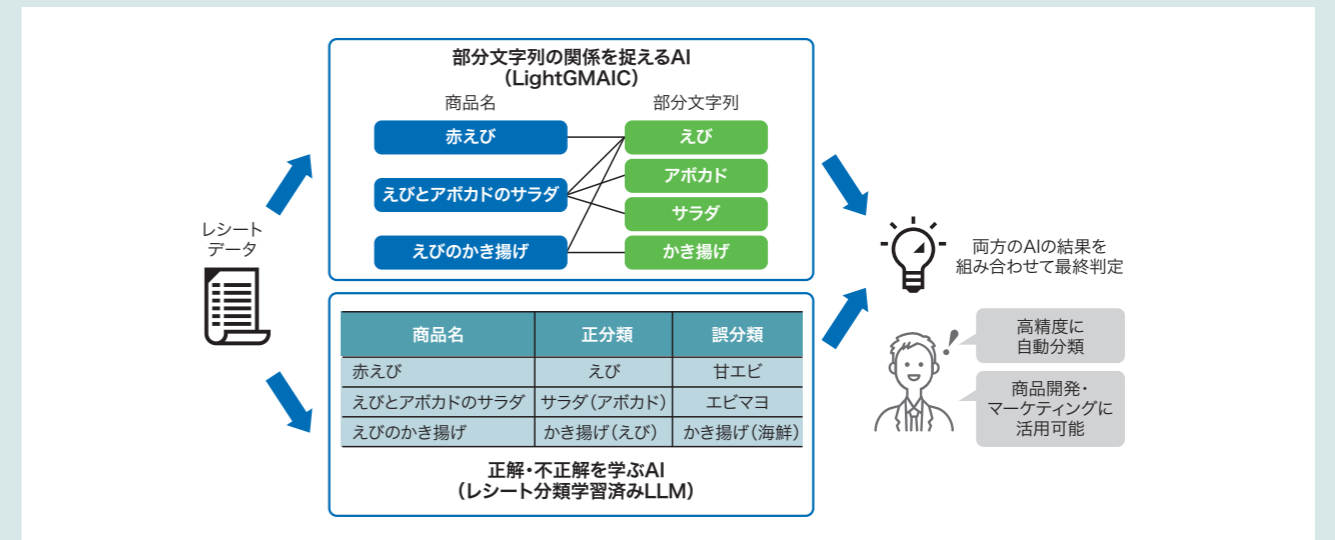 レシート
データ
部分文字列の関係を捉えるAI
（LightGMAIC）
商品名
部分文字列
赤えび
えびとアボカドのサラダ
えびのかき揚げ
えび
アボカド
サラダ
かき揚げ
商品名 正分類 誤分類
赤えび えび 甘エビ
えびとアボカドのサラダ サラダ（アボカド） エビマヨ
えびのかき揚げ かき揚げ（えび） かき揚げ（海鮮）
正解・不正解を学ぶAI
（レシート分類学習済みLLM）
両方のAIの結果を
組み合わせて最終判定
高精度に
自動分類
商品開発・
マーケティングに
活用可能